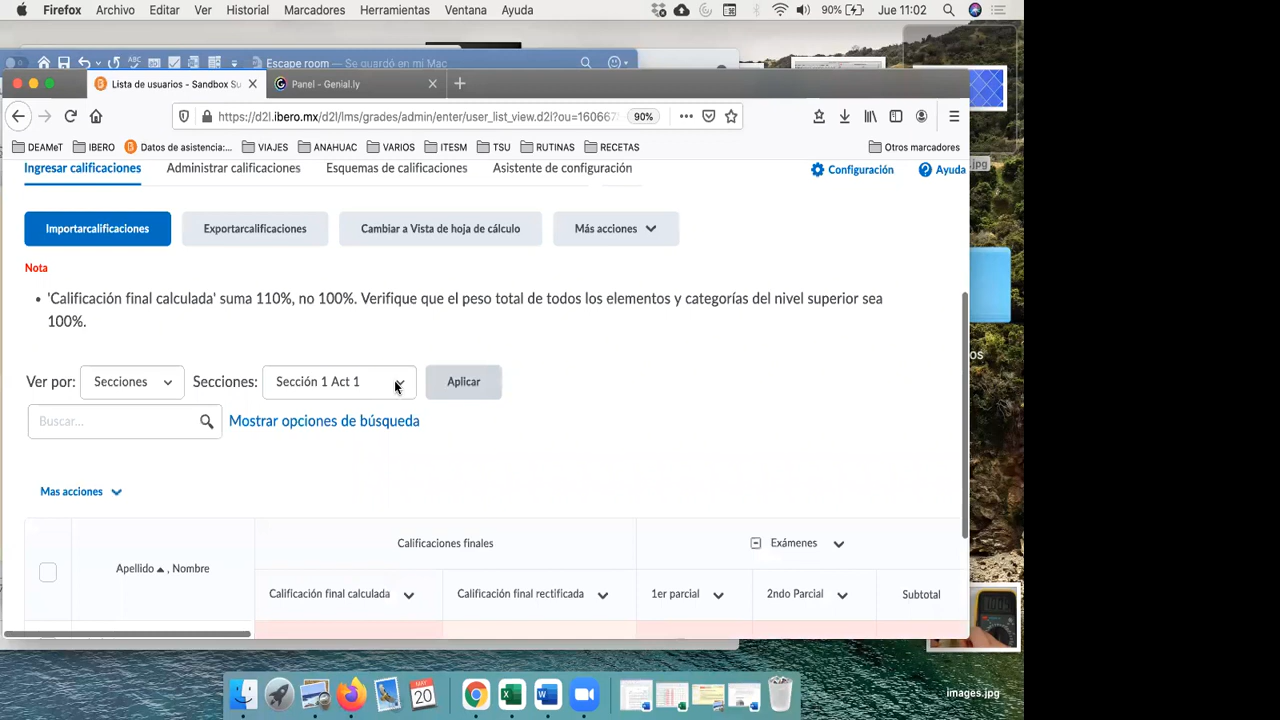 Firefox Archivo Editar Ver Historial Marcadores Herramientas Ventana Ayuda 90% Jue 11:02
Escape room — Se guardó en mi Mac
Lista de usuarios - Sandbox Su Panel - Genial.ly
https://d2l.ibero.mx/d2l/lms/grades/admin/enter/user_list_view.d2l?ou=160667 90%
DEAMeT IBERO Datos de asistencia:... VIAJES ANEHUAC VARIOS ITESM TSU RUTINAS RECETAS Otros marcadores
Ingresar calificaciones Administrar calificaciones Esquemas de calificaciones Asistente de configuración Configuración Ayuda
.jpg
Importarcalificaciones Exportarcalificaciones Cambiar a Vista de hoja de cálculo Más acciones
Nota
• 'Calificación final calculada' suma 110%, no 100%. Verifique que el peso total de todos los elementos y categorías del nivel superior sea
100%.
os
Ver por: Secciones Secciones: Sección 1 Act 1 Aplicar
Buscar... Mostrar opciones de búsqueda
Mas acciones
Calificaciones finales Exámenes
Apellido , Nombre
Calificación final calculada Calificación final rectificada 1er parcial 2ndo Parcial Subtotal
MAY
20
images.jpg